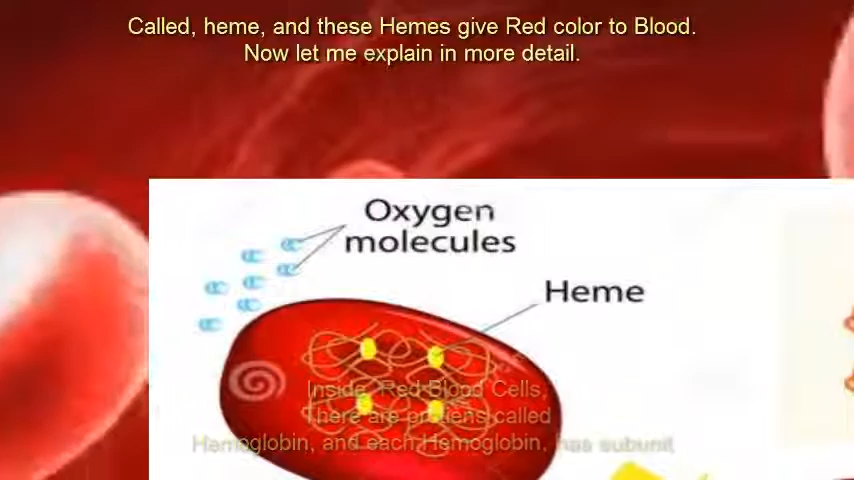 Called, heme, and these Hemes give Red color to Blood.
Now let me explain in more detail.
Oxygen
molecules
Heme
Inside, Red Blood Cells,
There are protiens called
Hemoglobin, and each Hemoglobin, has subunit